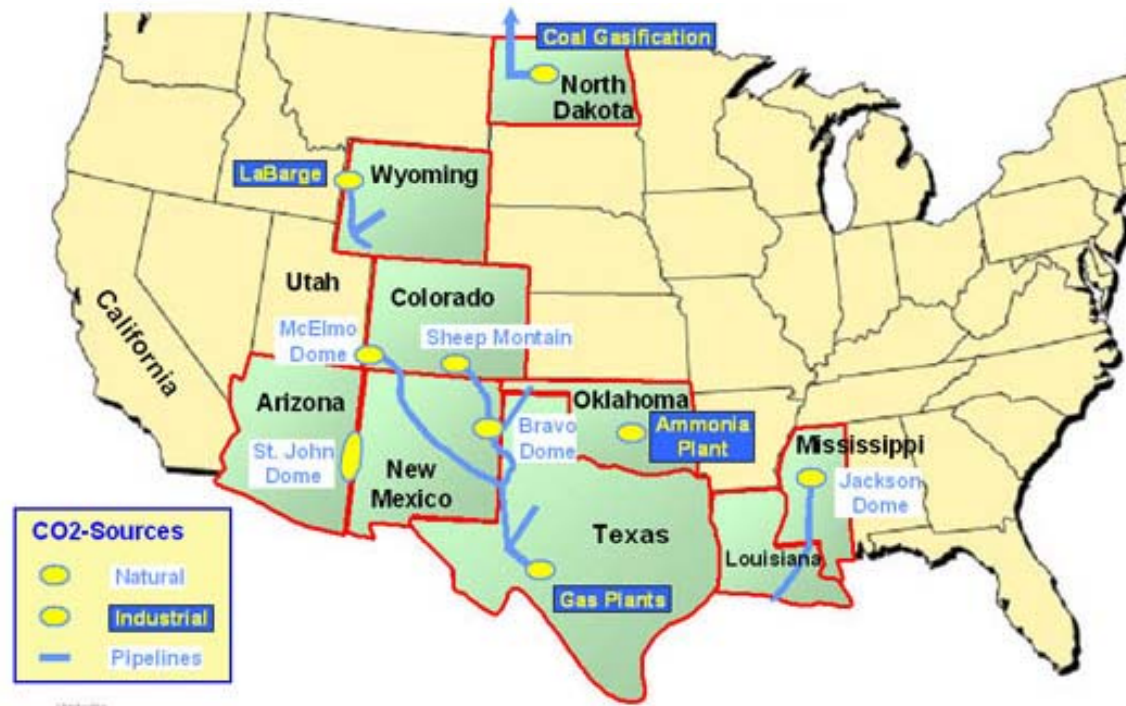 Coal Gasification
North
Dakota
LaBarge
Wyoming
Utah
Colorado
California
McElmo
Dome
Sheep Montain
Arizona
Oklahoma
St. John
Dome
Bravo
Dome
Ammonia
Plant
Mississippi
New
Mexico
Jackson
Dome
Texas
Louisiana
Gas Plants
CO2-Sources
Natural
Industrial
Pipelines